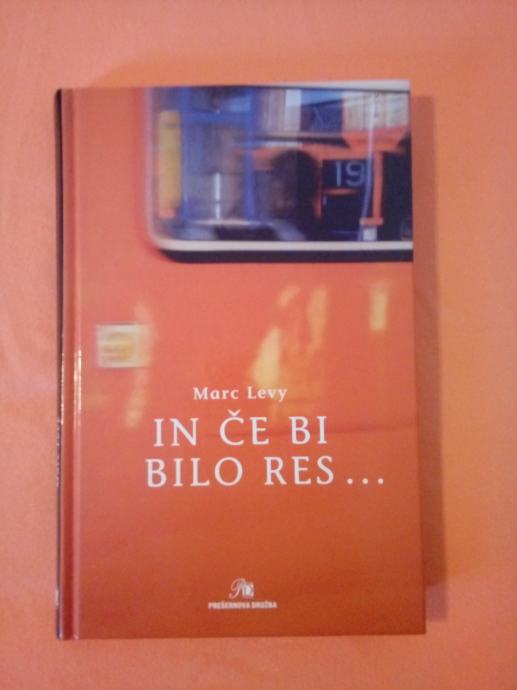 19
Marc Levy
IN ČE BI
BILO RES...
PREŠERNOVA DRUŽBA